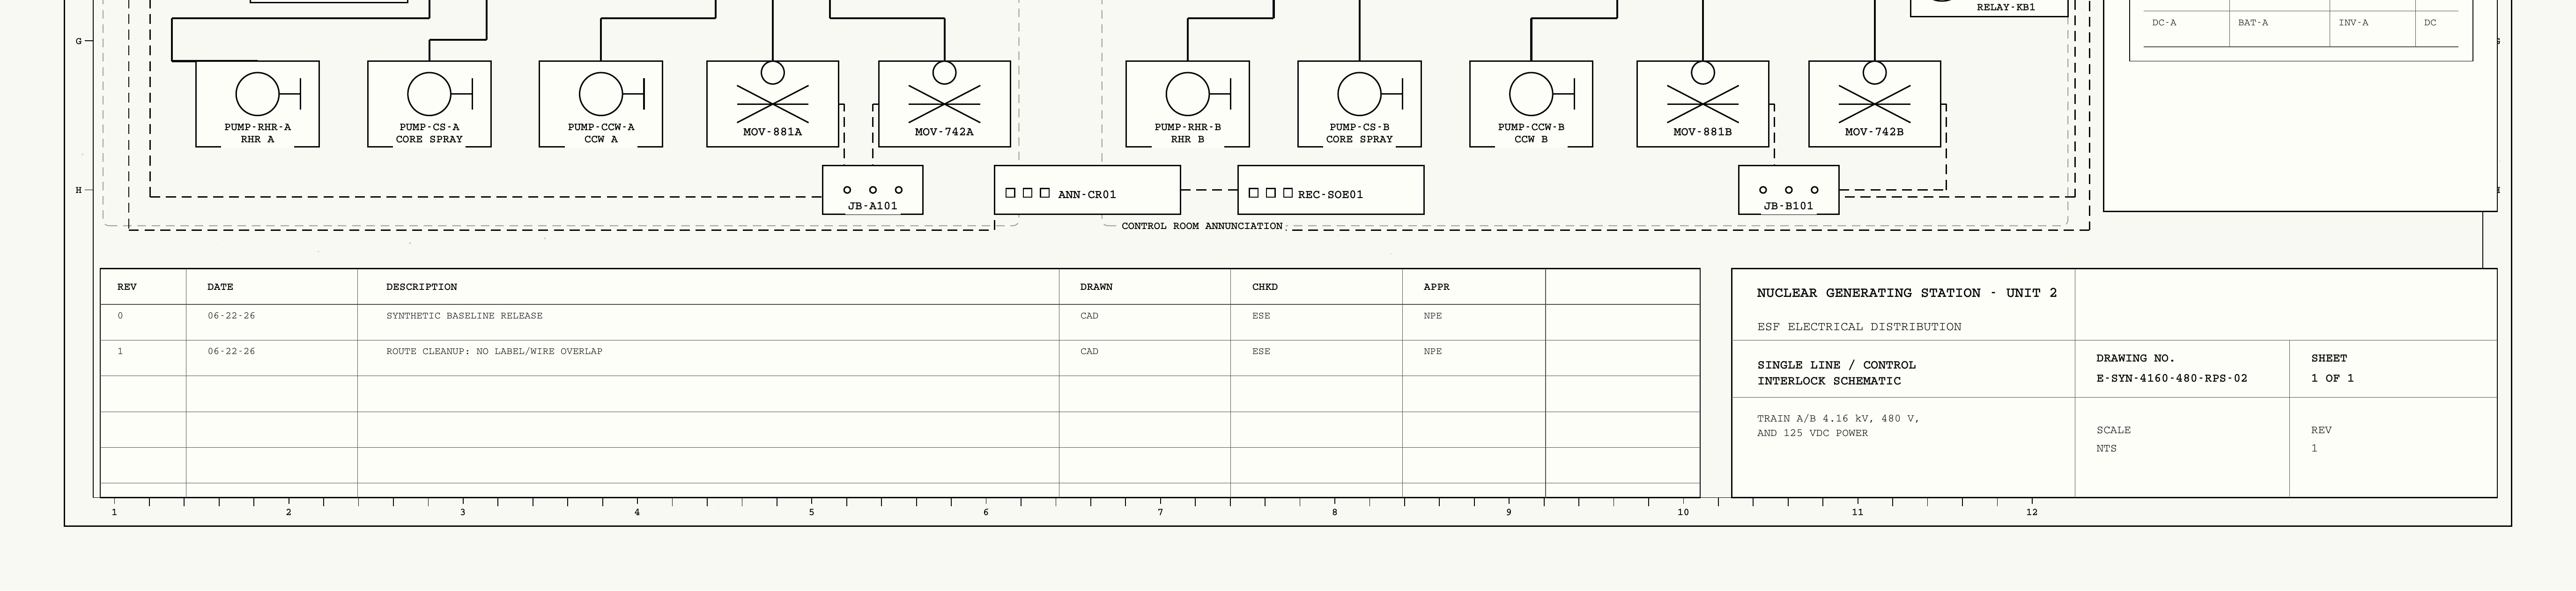 RELAY-KB1
DC-A BAT-A INV-A DC
G
PUMP-RHR-A
RHR A
PUMP-CS-A
CORE SPRAY
PUMP-CCW-A
CCW A
MOV-881A
MOV-742A
PUMP-RHR-B
RHR B
PUMP-CS-B
CORE SPRAY
PUMP-CCW-B
CCW B
MOV-881B
MOV-742B
H
JB-A101
ANN-CR01
REC-SOE01
JB-B101
CONTROL ROOM ANNUNCIATION
REV DATE DESCRIPTION DRAWN CHKD APPR
0 06-22-26 SYNTHETIC BASELINE RELEASE CAD ESE NPE
1 06-22-26 ROUTE CLEANUP: NO LABEL/WIRE OVERLAP CAD ESE NPE
NUCLEAR GENERATING STATION - UNIT 2
ESF ELECTRICAL DISTRIBUTION
SINGLE LINE / CONTROL
INTERLOCK SCHEMATIC
DRAWING NO.
E-SYN-4160-480-RPS-02
SHEET
1 OF 1
TRAIN A/B 4.16 kV, 480 V,
AND 125 VDC POWER
SCALE
NTS
REV
1
1 2 3 4 5 6 7 8 9 10 11 12